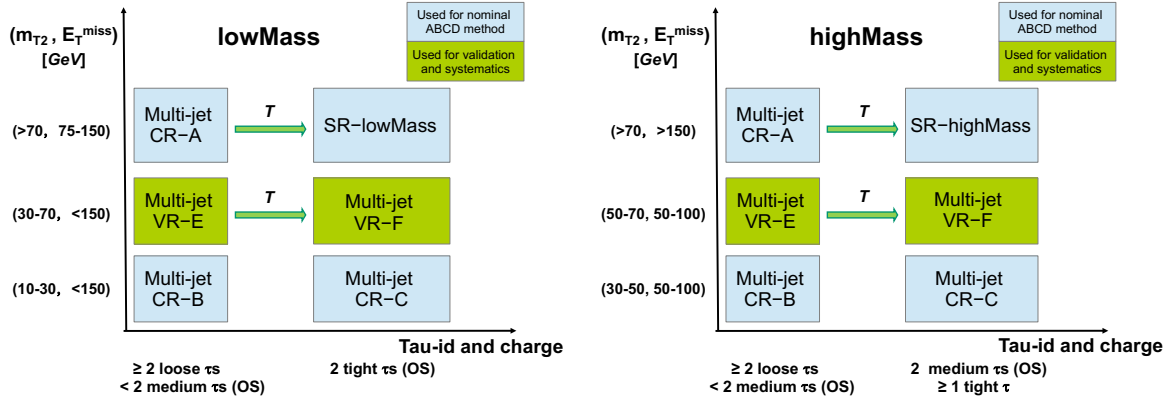 (mT2 , ETmiss)
[GeV]
lowMass
Used for nominal
ABCD method
Used for validation
and systematics
(>70, 75-150)
Multi-jet
CR−A
T
SR−lowMass
(30-70, <150)
Multi-jet
VR−E
T
Multi-jet
VR−F
(10-30, <150)
Multi-jet
CR−B
Multi-jet
CR−C
Tau-id and charge
≥ 2 loose τs
< 2 medium τs (OS)
2 tight τs (OS)
(mT2 , ETmiss)
[GeV]
highMass
Used for nominal
ABCD method
Used for validation
and systematics
(>70, >150)
Multi-jet
CR−A
T
SR−highMass
(50-70, 50-100)
Multi-jet
VR−E
T
Multi-jet
VR−F
(30-50, 50-100)
Multi-jet
CR−B
Multi-jet
CR−C
Tau-id and charge
≥ 2 loose τs
< 2 medium τs (OS)
2 medium τs (OS)
≥ 1 tight τ